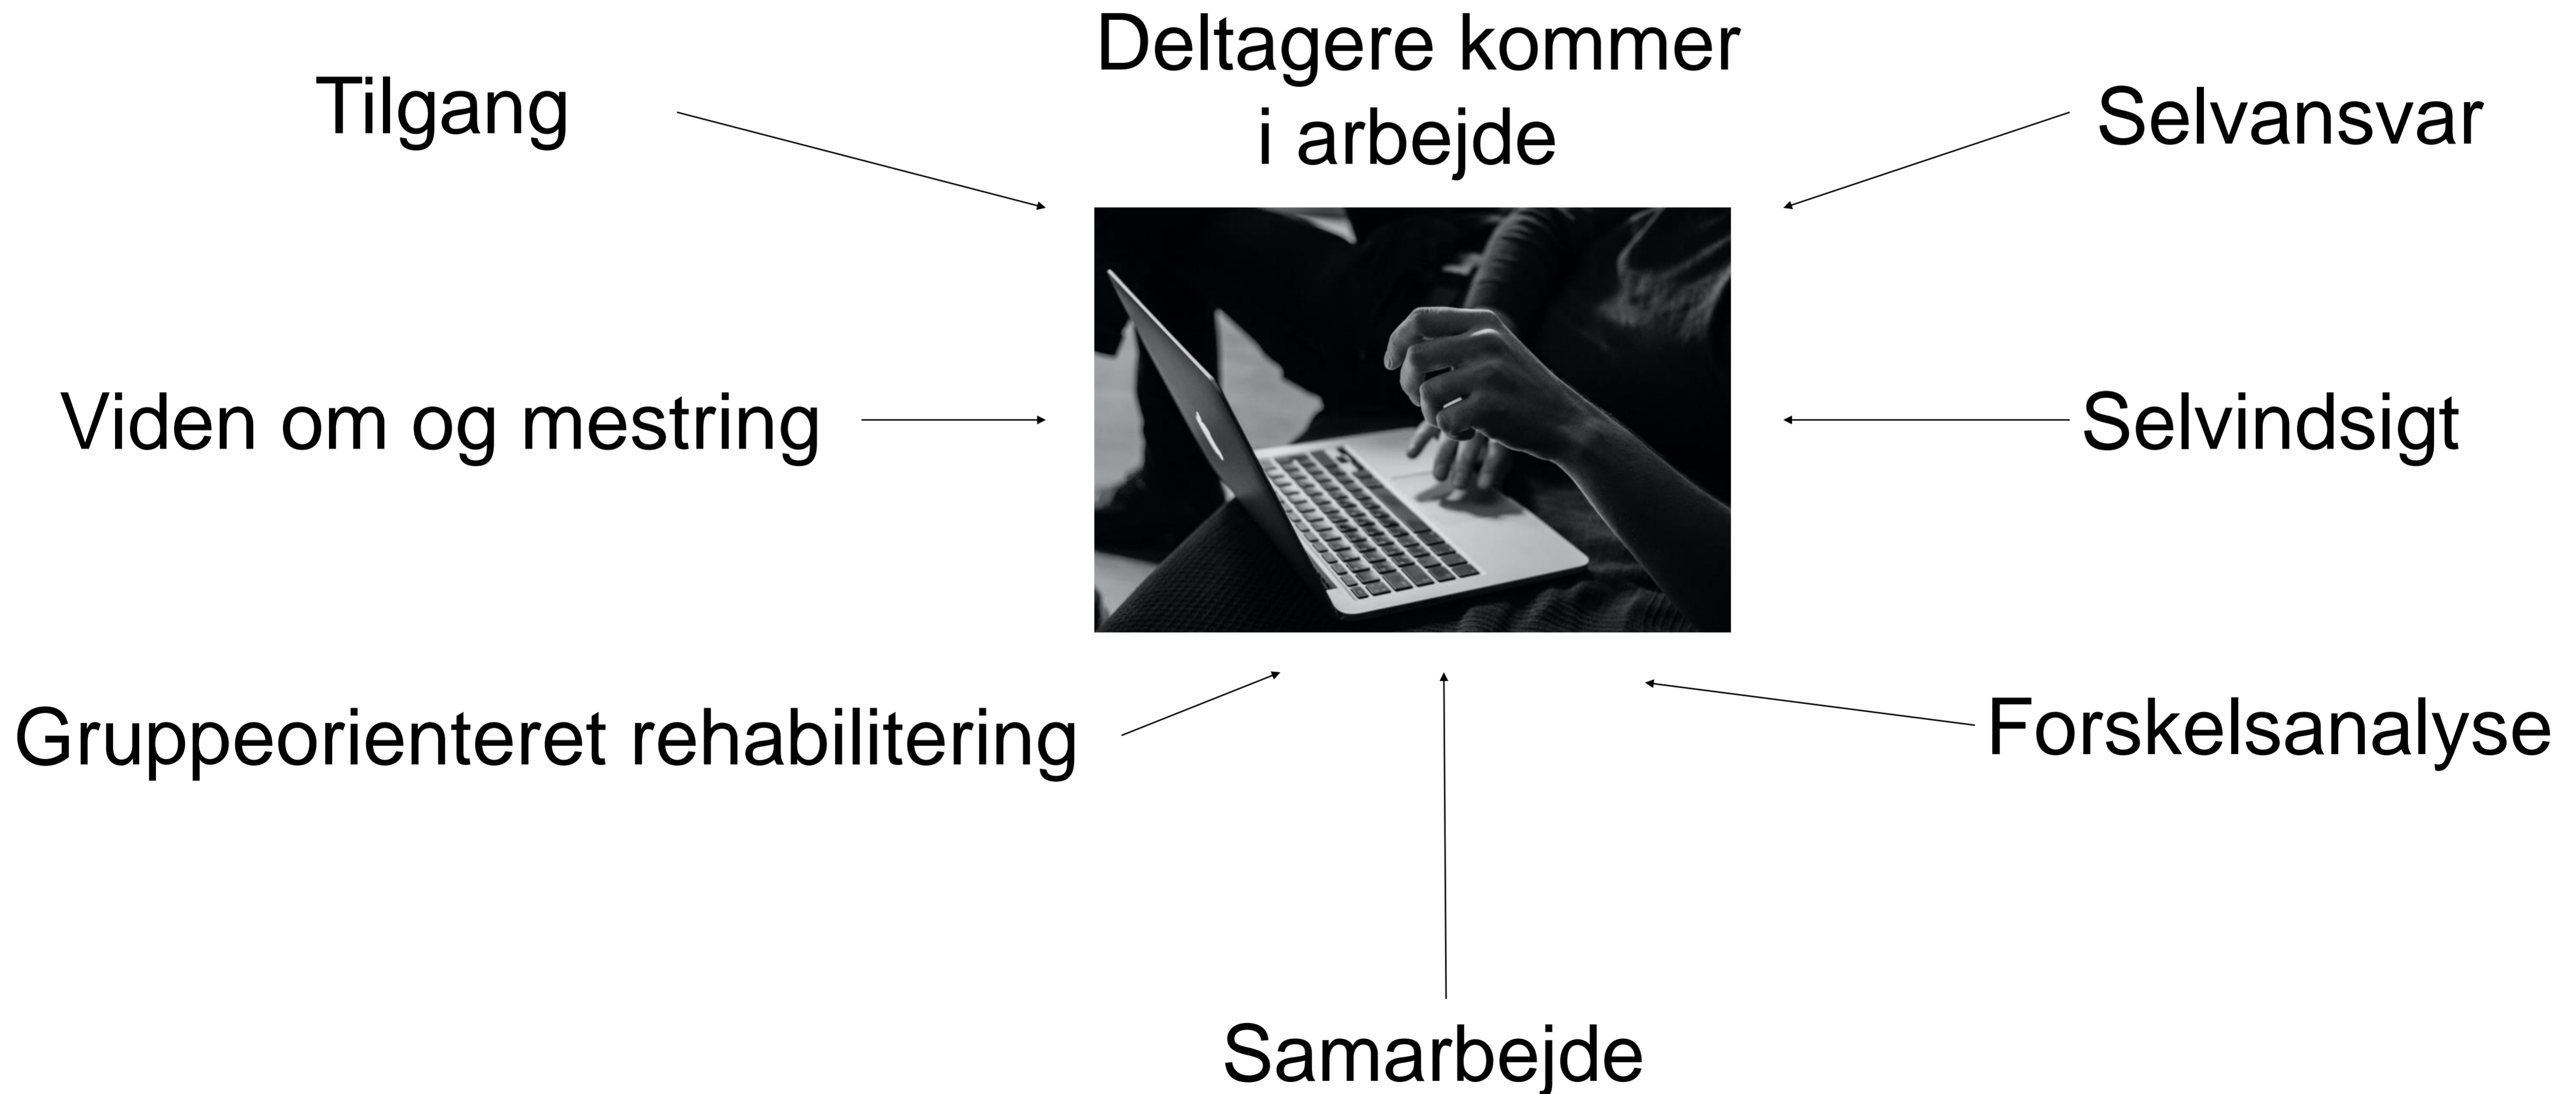 Deltagere kommer
i arbejde
Tilgang
Selvansvar
Viden om og mestring
Selvindsigt
Gruppeorienteret rehabilitering
Forskelsanalyse
Samarbejde